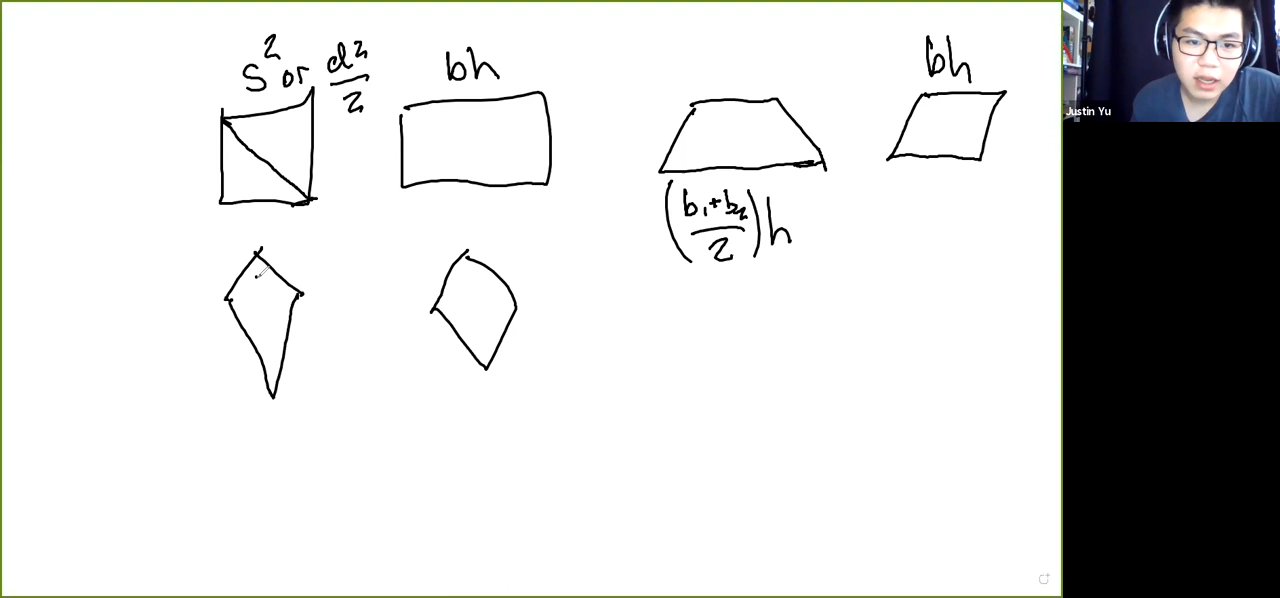 s² or d²/2
bh
bh
Justin Yu
((b₁+b₂)/2)h